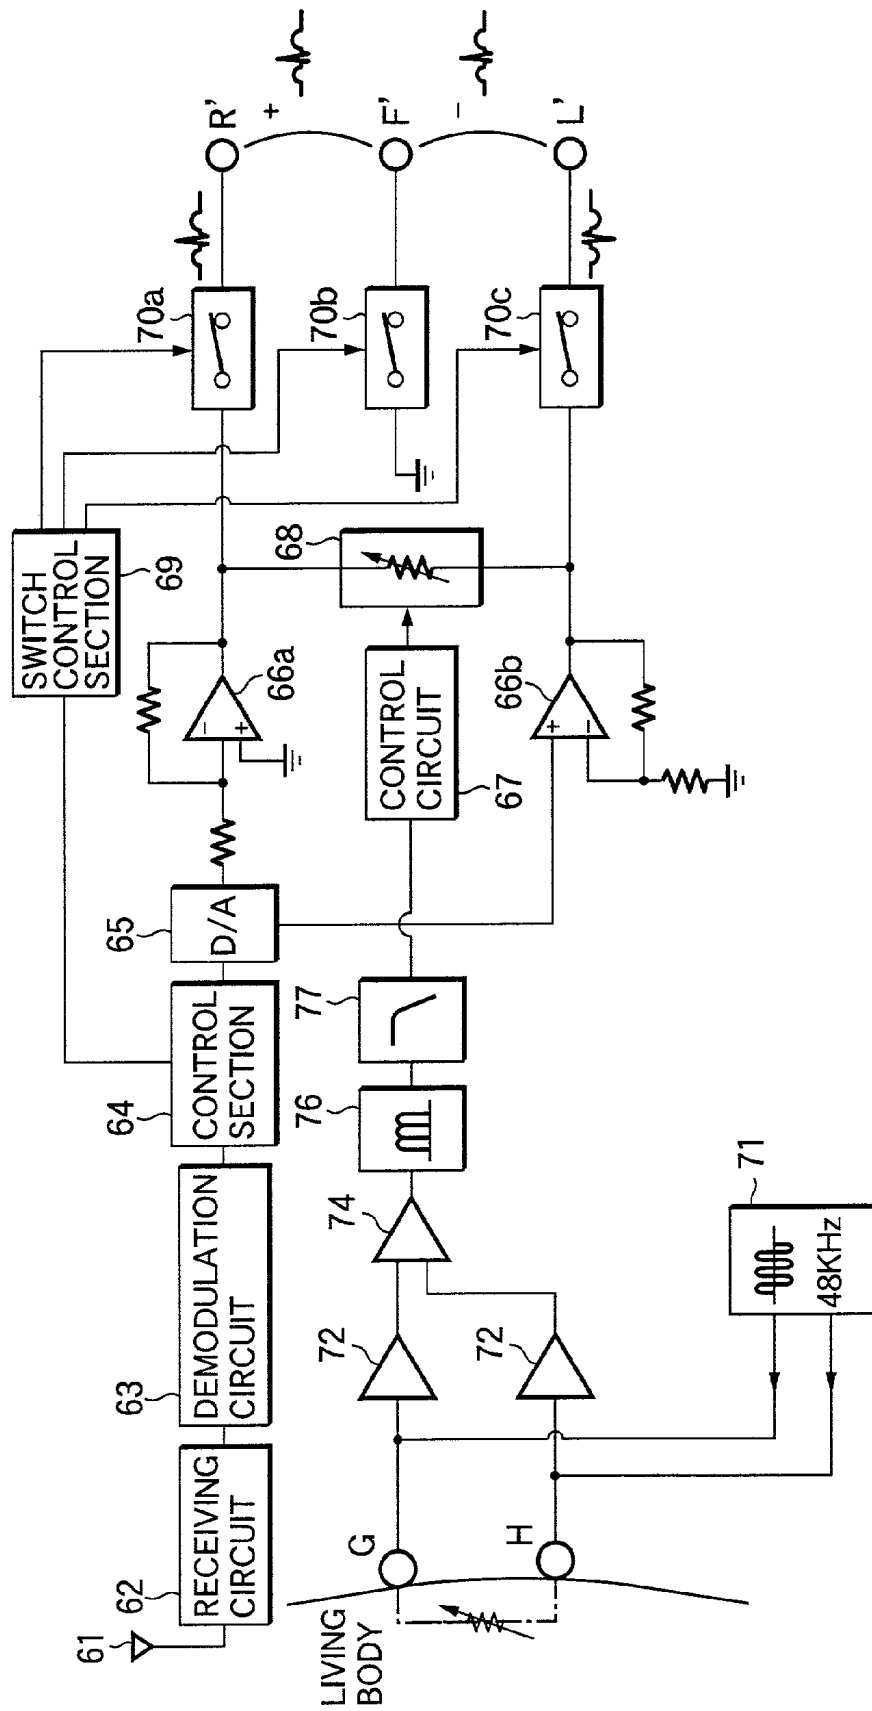 61
62
RECEIVING
CIRCUIT
63
DEMODULATION
CIRCUIT
64
CONTROL
SECTION
65
D/A
SWITCH
CONTROL
SECTION
69
66a
-
+
70a
R'
+
70b
F'
-
70c
L'
68
CONTROL
CIRCUIT
67
66b
+
-
77
76
74
72
72
71
48KHz
G
H
LIVING
BODY